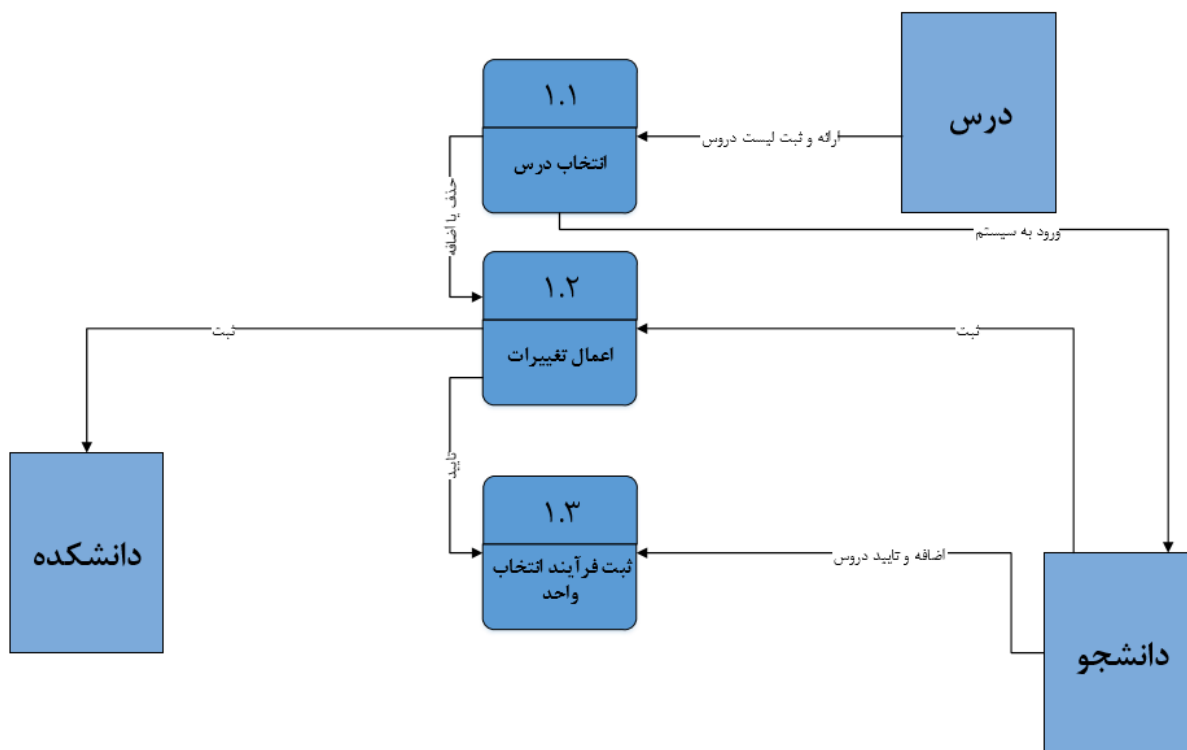 درس
۱.۱
ارائه و ثبت لیست دروس
انتخاب درس
حذف یا اضافه
ورود به سیستم
۱.۲
ثبت
ثبت
اعمال تغییرات
تایید
۱.۳
دانشکده
اضافه و تایید دروس
ثبت فرآیند انتخاب
واحد
دانشجو